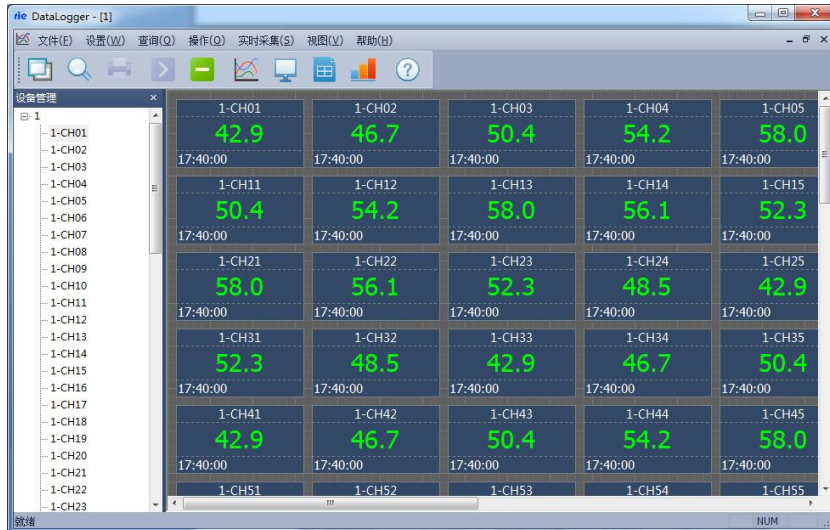 rie DataLogger - [1]
文件(F) 设置(W) 查询(Q) 操作(O) 实时采集(S) 视图(V) 帮助(H)
设备管理
1
1-CH01
1-CH02
1-CH03
1-CH04
1-CH05
1-CH06
1-CH07
1-CH08
1-CH09
1-CH10
1-CH11
1-CH12
1-CH13
1-CH14
1-CH15
1-CH16
1-CH17
1-CH18
1-CH19
1-CH20
1-CH21
1-CH22
1-CH23
1-CH01 1-CH02 1-CH03 1-CH04 1-CH05
42.9 46.7 50.4 54.2 58.0
17:40:00 17:40:00 17:40:00 17:40:00 17:40:00
1-CH11 1-CH12 1-CH13 1-CH14 1-CH15
50.4 54.2 58.0 56.1 52.3
17:40:00 17:40:00 17:40:00 17:40:00 17:40:00
1-CH21 1-CH22 1-CH23 1-CH24 1-CH25
58.0 56.1 52.3 48.5 42.9
17:40:00 17:40:00 17:40:00 17:40:00 17:40:00
1-CH31 1-CH32 1-CH33 1-CH34 1-CH35
52.3 48.5 42.9 46.7 50.4
17:40:00 17:40:00 17:40:00 17:40:00 17:40:00
1-CH41 1-CH42 1-CH43 1-CH44 1-CH45
42.9 46.7 50.4 54.2 58.0
17:40:00 17:40:00 17:40:00 17:40:00 17:40:00
1-CH51 1-CH52 1-CH53 1-CH54 1-CH55
就绪 NUM